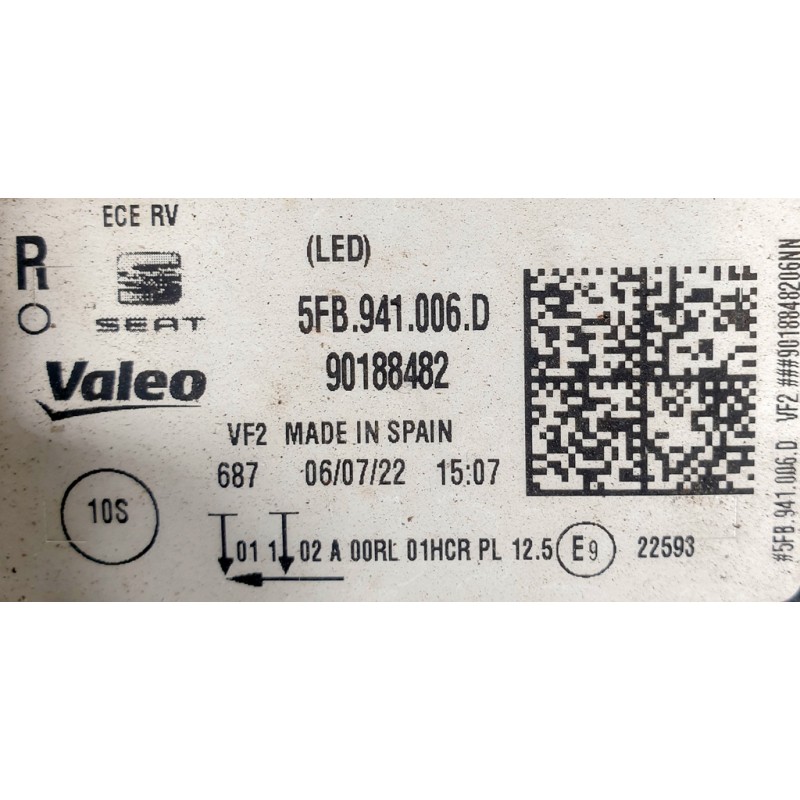 ECE RV
R
(LED)
SEAT
5FB.941.006.D
Valeo
90188482
VF2 MADE IN SPAIN
687 06/07/22 15:07
10S
01 1 02 A 00RL 01HCR PL 12.5 E9 22593
#5FB.941.006.D VF2 ###9018848206NN